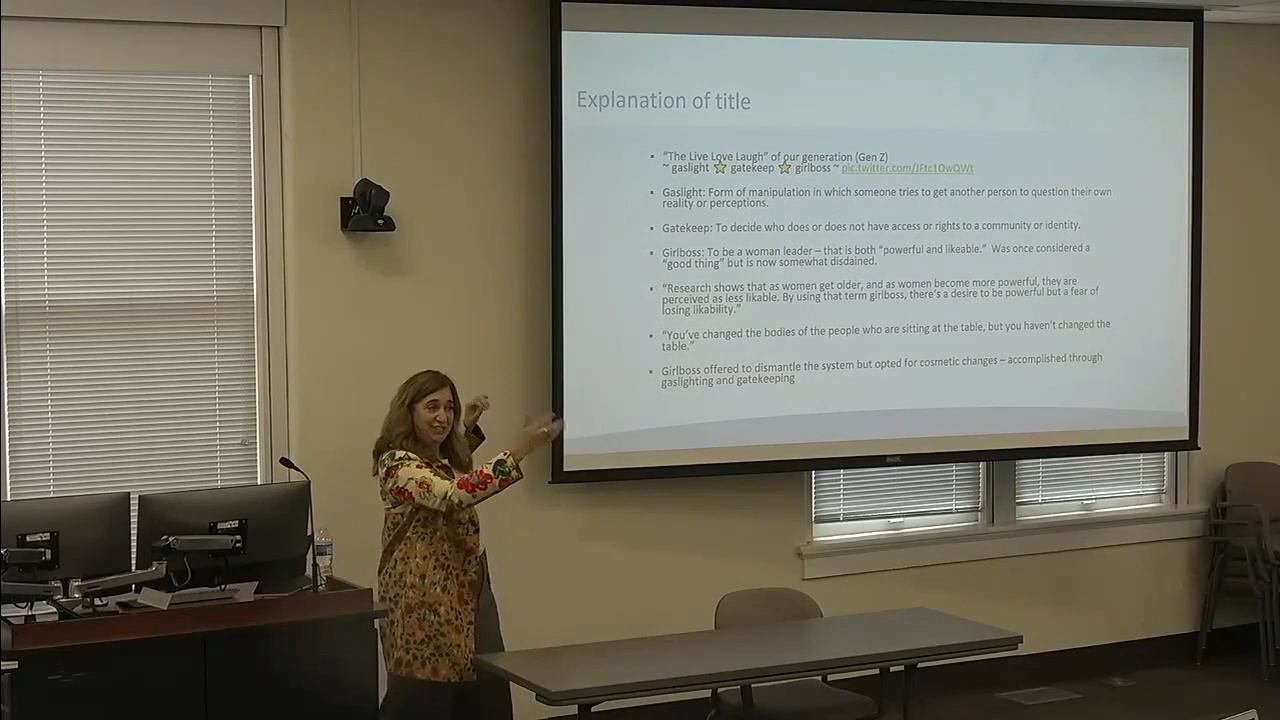 Explanation of title
▪ “The Live Love Laugh” of our generation (Gen Z)
~ gaslight ⭐ gatekeep ⭐ girlboss ~ pic.twitter.com/JFtc1OwQWt
▪ Gaslight: Form of manipulation in which someone tries to get another person to question their own
reality or perceptions.
▪ Gatekeep: To decide who does or does not have access or rights to a community or identity.
▪ Girlboss: To be a woman leader – that is both “powerful and likeable.” Was once considered a
“good thing” but is now somewhat disdained.
▪ “Research shows that as women get older, and as women become more powerful, they are
perceived as less likable. By using that term girlboss, there’s a desire to be powerful but a fear of
losing likability.”
▪ “You’ve changed the bodies of the people who are sitting at the table, but you haven’t changed the
table.”
▪ Girlboss offered to dismantle the system but opted for cosmetic changes – accomplished through
gaslighting and gatekeeping